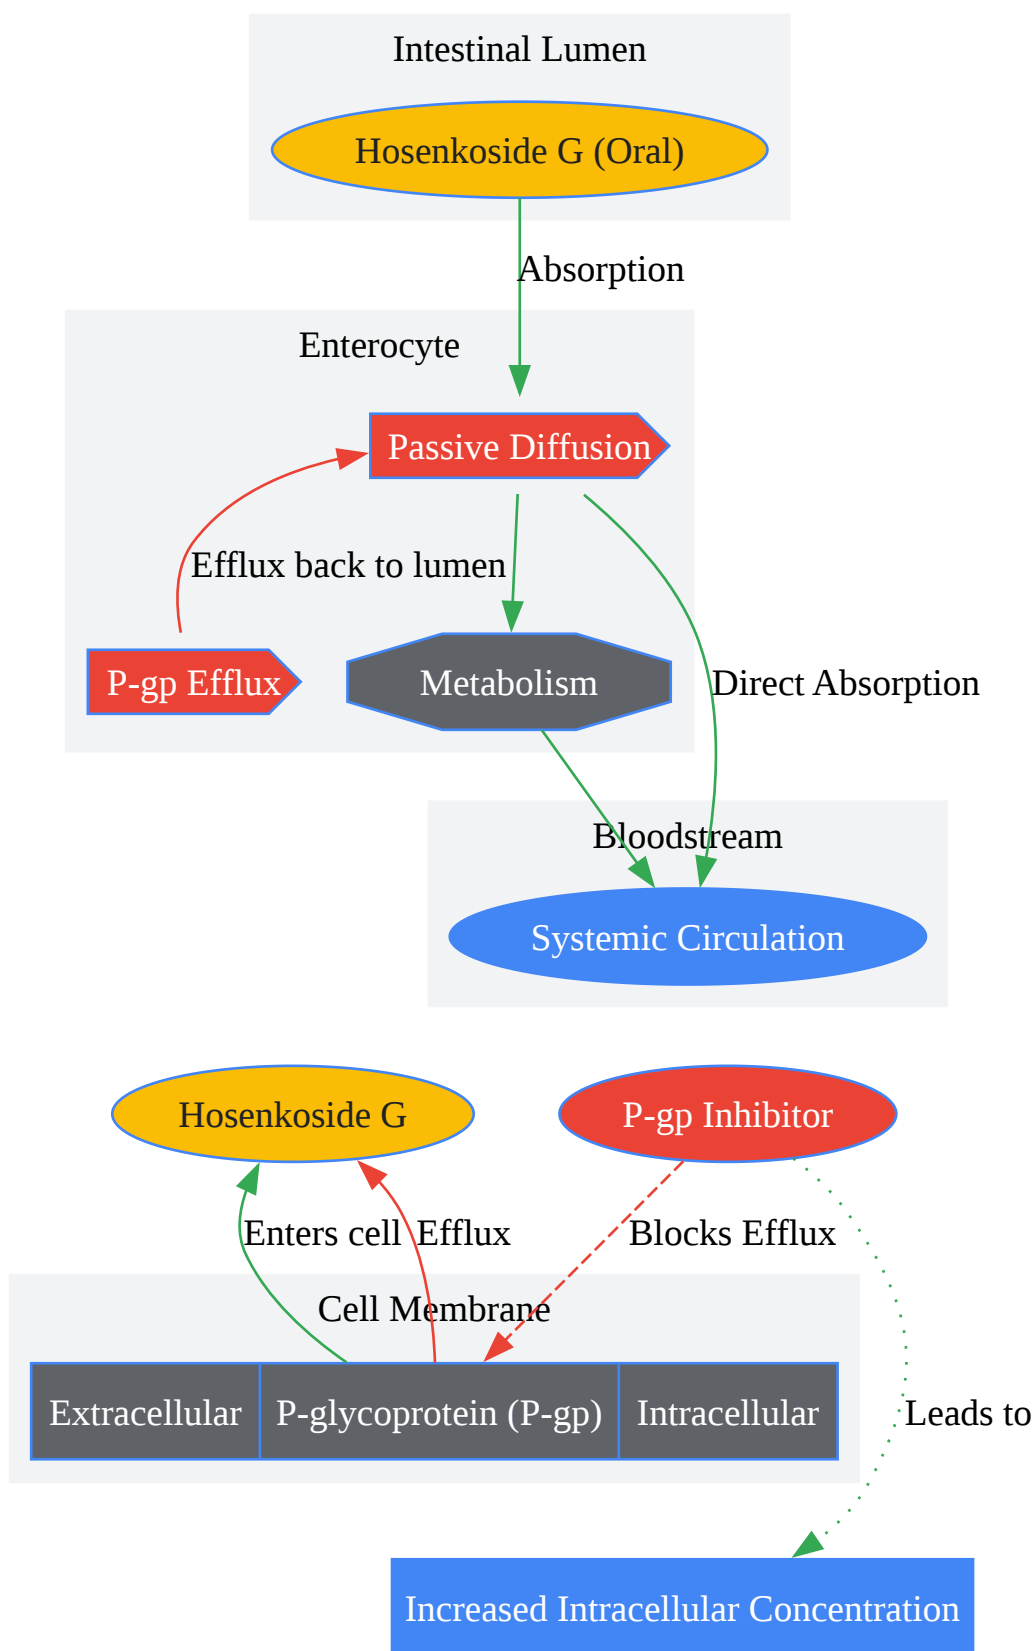 Intestinal Lumen
Hosenkoside G (Oral)
Absorption
Enterocyte
Passive Diffusion
Efflux back to lumen
P-gp Efflux
Metabolism
Direct Absorption
Bloodstream
Systemic Circulation
Hosenkoside G
P-gp Inhibitor
Enters cell
Efflux
Blocks Efflux
Cell Membrane
Extracellular
P-glycoprotein (P-gp)
Intracellular
Leads to
Increased Intracellular Concentration